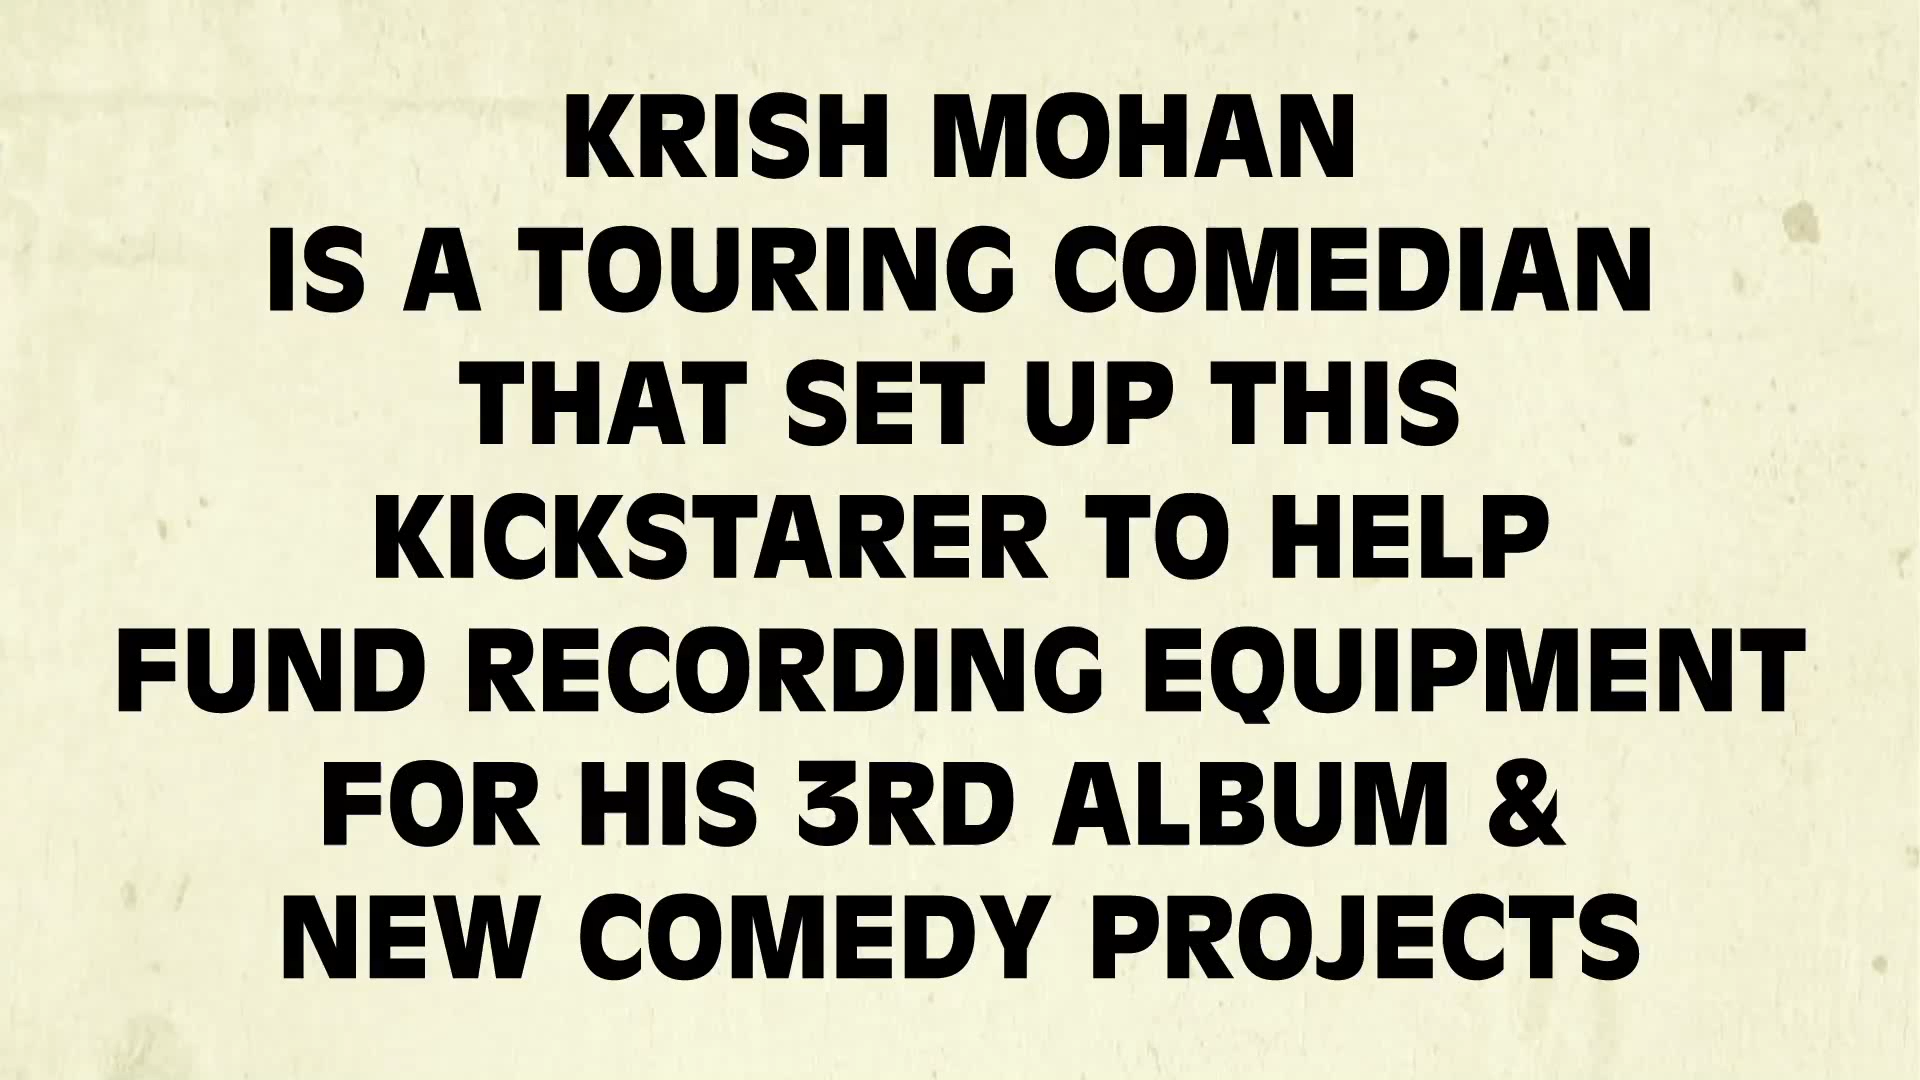 KRISH MOHAN
IS A TOURING COMEDIAN
THAT SET UP THIS
KICKSTARER TO HELP
FUND RECORDING EQUIPMENT
FOR HIS 3RD ALBUM &
NEW COMEDY PROJECTS